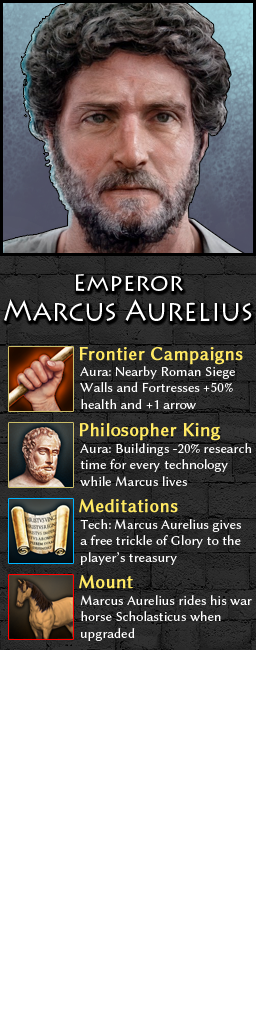 Emperor
Marcus Aurelius
Frontier Campaigns
Aura: Nearby Roman Siege
Walls and Fortresses +50%
health and +1 arrow
Philosopher King
Aura: Buildings -20% research
time for every technology
while Marcus lives
Meditations
Tech: Marcus Aurelius gives
a free trickle of Glory to the
player's treasury
Mount
Marcus Aurelius rides his war
horse Scholasticus when
upgraded